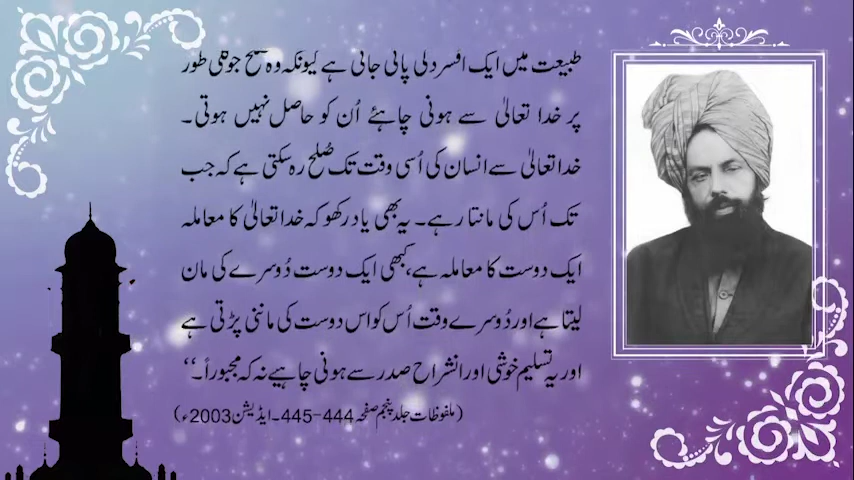 طبیعت میں ایک افسردلی پائی جاتی ہے کیونکہ وہ صلح جو کلی طور
پر خدا تعالیٰ سے ہونی چاہئے اُن کو حاصل نہیں ہوتی۔
خدا تعالیٰ سے انسان کی اُسی وقت تک صُلح رہ سکتی ہے کہ جب
تک اُس کی مانتا رہے۔ یہ بھی یاد رکھو کہ خدا تعالیٰ کا معاملہ
ایک دوست کا معاملہ ہے، کبھی ایک دوست دُوسرے کی مان
لیتا ہے اور دُوسرے وقت اُس کو اس دوست کی ماننی پڑتی ہے
اور یہ تسلیم خوشی اور انشراح صدر سے ہونی چاہیے نہ کہ مجبوراً۔‘‘
(ملفوظات جلد پنجم صفحہ 444-445۔ ایڈیشن 2003ء)